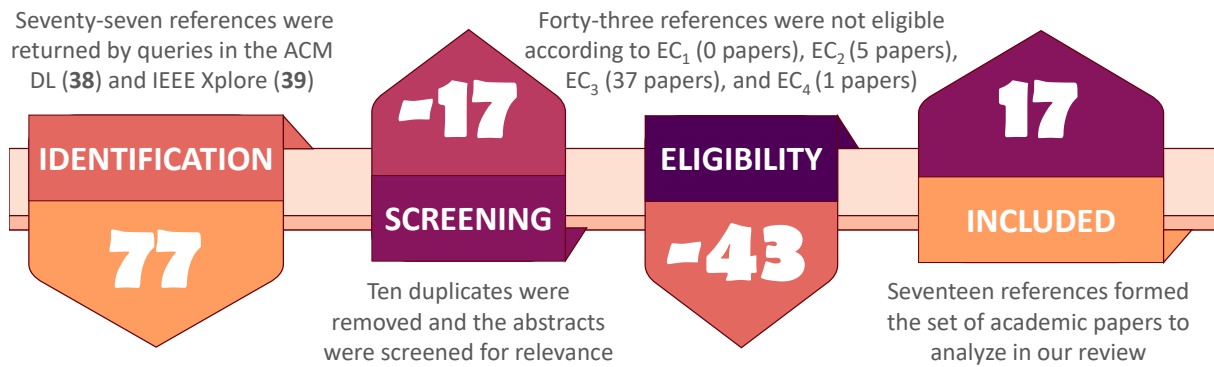 Seventy-seven references were
returned by queries in the ACM
DL (38) and IEEE Xplore (39)
IDENTIFICATION
77
-17
SCREENING
Ten duplicates were
removed and the abstracts
were screened for relevance
Forty-three references were not eligible
according to EC₁ (0 papers), EC₂ (5 papers),
EC₃ (37 papers), and EC₄ (1 papers)
ELIGIBILITY
-43
17
INCLUDED
Seventeen references formed
the set of academic papers to
analyze in our review